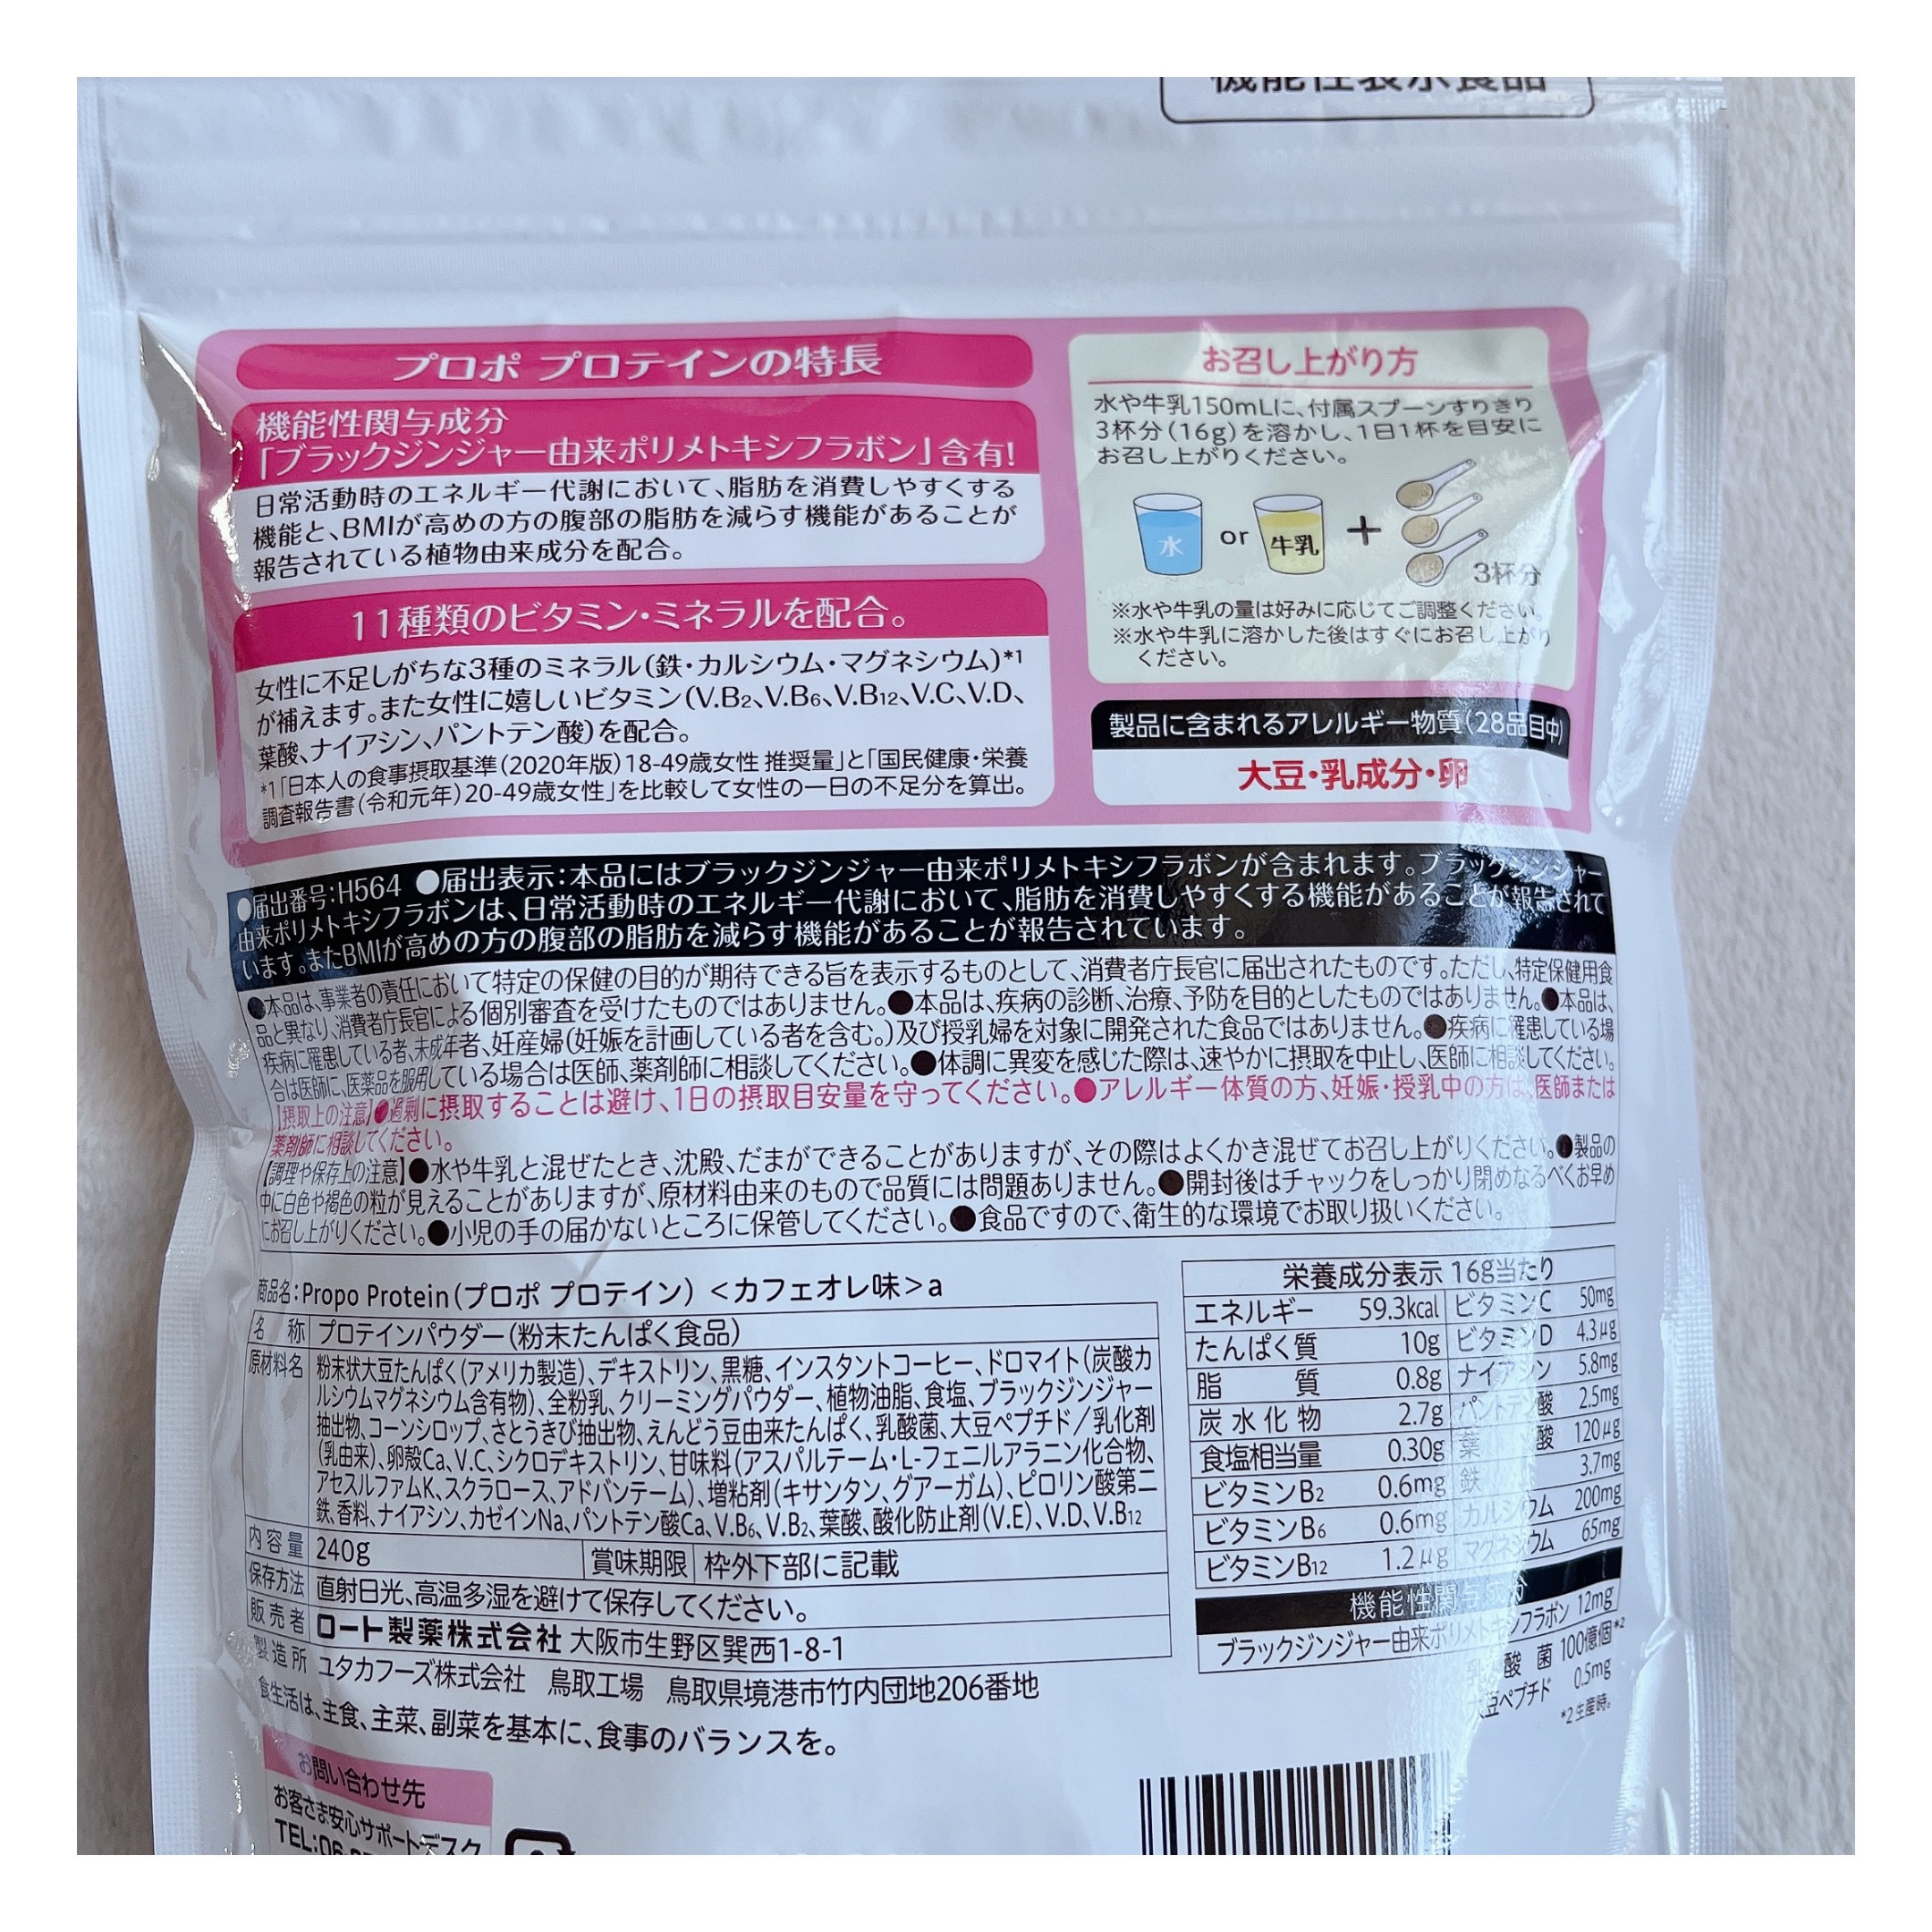 機能性表示食品
プロポ プロテインの特長
機能性関与成分
「ブラックジンジャー由来ポリメトキシフラボン」含有!
日常活動時のエネルギー代謝において、脂肪を消費しやすくする
機能と、BMIが高めの方の腹部の脂肪を減らす機能があることが
報告されている植物由来成分を配合。
11種類のビタミン・ミネラルを配合。
女性に不足しがちな3種のミネラル(鉄・カルシウム・マグネシウム)*1
が補えます。また女性に嬉しいビタミン(V.B2、V.B6、V.B12、V.C、V.D、
葉酸、ナイアシン、パントテン酸)を配合。
*1「日本人の食事摂取基準(2020年版)18-49歳女性 推奨量」と「国民健康・栄養
調査報告書(令和元年)20-49歳女性」を比較して女性の一日の不足分を算出。
お召し上がり方
水や牛乳150mLに、付属スプーンすりきり
3杯分(16g)を溶かし、1日1杯を目安に
お召し上がりください。
水 or 牛乳 + 3杯分
※水や牛乳の量は好みに応じてご調整ください。
※水や牛乳に溶かした後はすぐにお召し上がり
ください。
製品に含まれるアレルギー物質(28品目中)
大豆・乳成分・卵
●届出番号:H564 ●届出表示:本品にはブラックジンジャー由来ポリメトキシフラボンが含まれます。ブラックジンジャー
由来ポリメトキシフラボンは、日常活動時のエネルギー代謝において、脂肪を消費しやすくする機能があることが報告されて
います。またBMIが高めの方の腹部の脂肪を減らす機能があることが報告されています。
●本品は、事業者の責任において特定の保健の目的が期待できる旨を表示するものとして、消費者庁長官に届出されたものです。ただし、特定保健用食
品と異なり、消費者庁長官による個別審査を受けたものではありません。●本品は、疾病の診断、治療、予防を目的としたものではありません。●本品は、
疾病に罹患している者、未成年者、妊産婦(妊娠を計画している者を含む。)及び授乳婦を対象に開発された食品ではありません。●疾病に罹患している場
合は医師に、医薬品を服用している場合は医師、薬剤師に相談してください。●体調に異変を感じた際は、速やかに摂取を中止し、医師に相談してください。
【摂取上の注意】●過剰に摂取することは避け、1日の摂取目安量を守ってください。●アレルギー体質の方、妊娠・授乳中の方は、医師または
薬剤師に相談してください。
【調理や保存上の注意】●水や牛乳と混ぜたとき、沈殿、だまができることがありますが、その際はよくかき混ぜてお召し上がりください。●製品の
中に白色や褐色の粒が見えることがありますが、原材料由来のもので品質には問題ありません。●開封後はチャックをしっかり閉めなるべくお早め
にお召し上がりください。●小児の手の届かないところに保管してください。●食品ですので、衛生的な環境でお取り扱いください。
商品名:Propo Protein(プロポ プロテイン)<カフェオレ味>a
名称 プロテインパウダー(粉末たんぱく食品)
原材料名 粉末状大豆たんぱく(アメリカ製造)、デキストリン、黒糖、インスタントコーヒー、ドロマイト(炭酸カ
ルシウムマグネシウム含有物)、全粉乳、クリーミングパウダー、植物油脂、食塩、ブラックジンジャー
抽出物、コーンシロップ、さとうきび抽出物、えんどう豆由来たんぱく、乳酸菌、大豆ペプチド/乳化剤
(乳由来)、卵殻Ca、V.C、シクロデキストリン、甘味料(アスパルテーム・L-フェニルアラニン化合物、
アセスルファムK、スクラロース、アドバンテーム)、増粘剤(キサンタン、グアーガム)、ピロリン酸第二
鉄、香料、ナイアシン、カゼインNa、パントテン酸Ca、V.B6、V.B2、葉酸、酸化防止剤(V.E)、V.D、V.B12
内容量 240g 賞味期限 枠外下部に記載
保存方法 直射日光、高温多湿を避けて保存してください。
販売者 ロート製薬株式会社 大阪市生野区巽西1-8-1
製造所 ユタカフーズ株式会社 鳥取工場 鳥取県境港市竹内団地206番地
食生活は、主食、主菜、副菜を基本に、食事のバランスを。
栄養成分表示 16g当たり
エネルギー 59.3kcal ビタミンC 50mg
たんぱく質 10g ビタミンD 4.3μg
脂質 0.8g ナイアシン 5.8mg
炭水化物 2.7g パントテン酸 2.5mg
食塩相当量 0.30g 葉酸 120μg
ビタミンB2 0.6mg 鉄 3.7mg
ビタミンB6 0.6mg カルシウム 200mg
ビタミンB12 1.2μg マグネシウム 65mg
機能性関与成分
ブラックジンジャー由来ポリメトキシフラボン 12mg
乳酸菌 100億個*2
大豆ペプチド 0.5mg
*2 生産時。
お問い合わせ先
お客さま安心サポートデスク
TEL:06